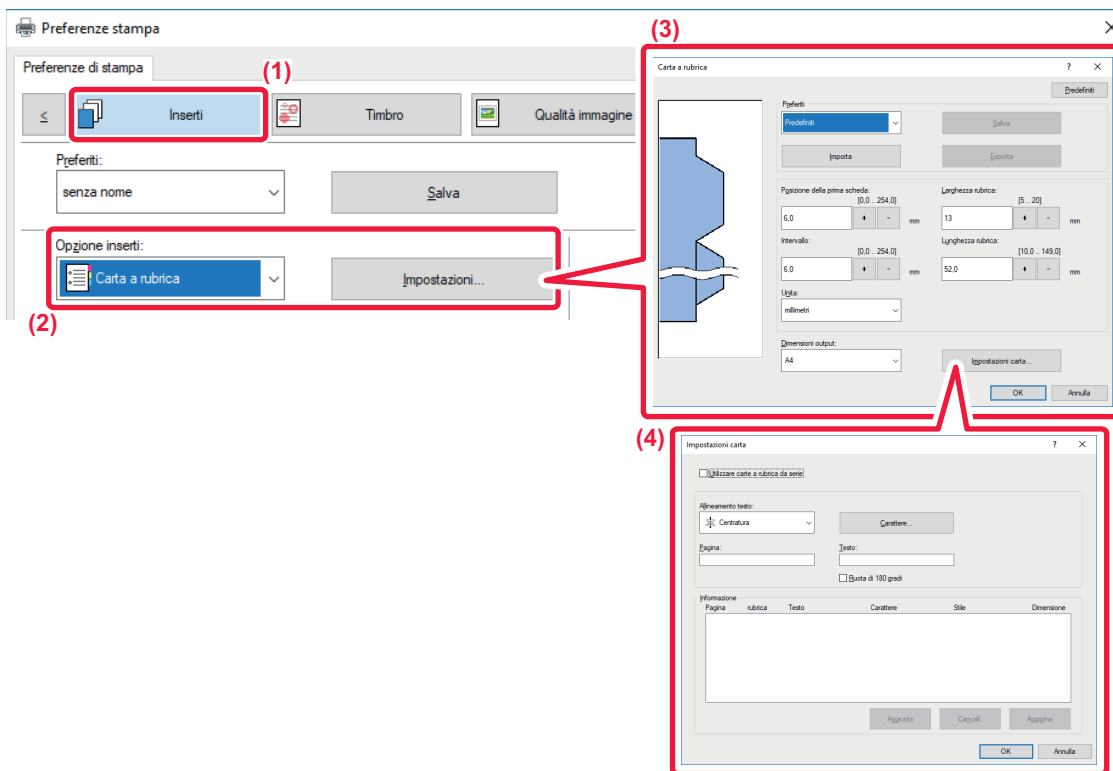 Preferenze stampa
Preferenze di stampa
(1)
<
Inserti
Timbro
Qualità immagine
Preferiti:
senza nome
Salva
Opzione inserti:
Carta a rubrica
Impostazioni...
(2)
(3)
Carta a rubrica
?
Predefiniti
Preferiti
Predefiniti
Salva
Importa
Esporta
Posizione della prima scheda:
[0,0 .. 254,0]
6,0
+ -
mm
Larghezza rubrica:
[5 .. 20]
13
+ -
mm
Intervallo:
[0,0 .. 254,0]
6,0
+ -
mm
Lunghezza rubrica:
[10,0 .. 149,0]
52,0
+ -
mm
Unita:
millimetri
Dimensioni output:
A4
Impostazioni carta...
OK
Annulla
(4)
Impostazioni carta
?
Utilizzare carte a rubrica da serie
Allineamento testo:
Centratura
Carattere...
Pagina:
Testo:
Ruota di 180 gradi
Informazione
Pagina rubrica Testo Carattere Stile Dimensione
Aggiunta
Cancell.
Aggiorna
OK
Annulla